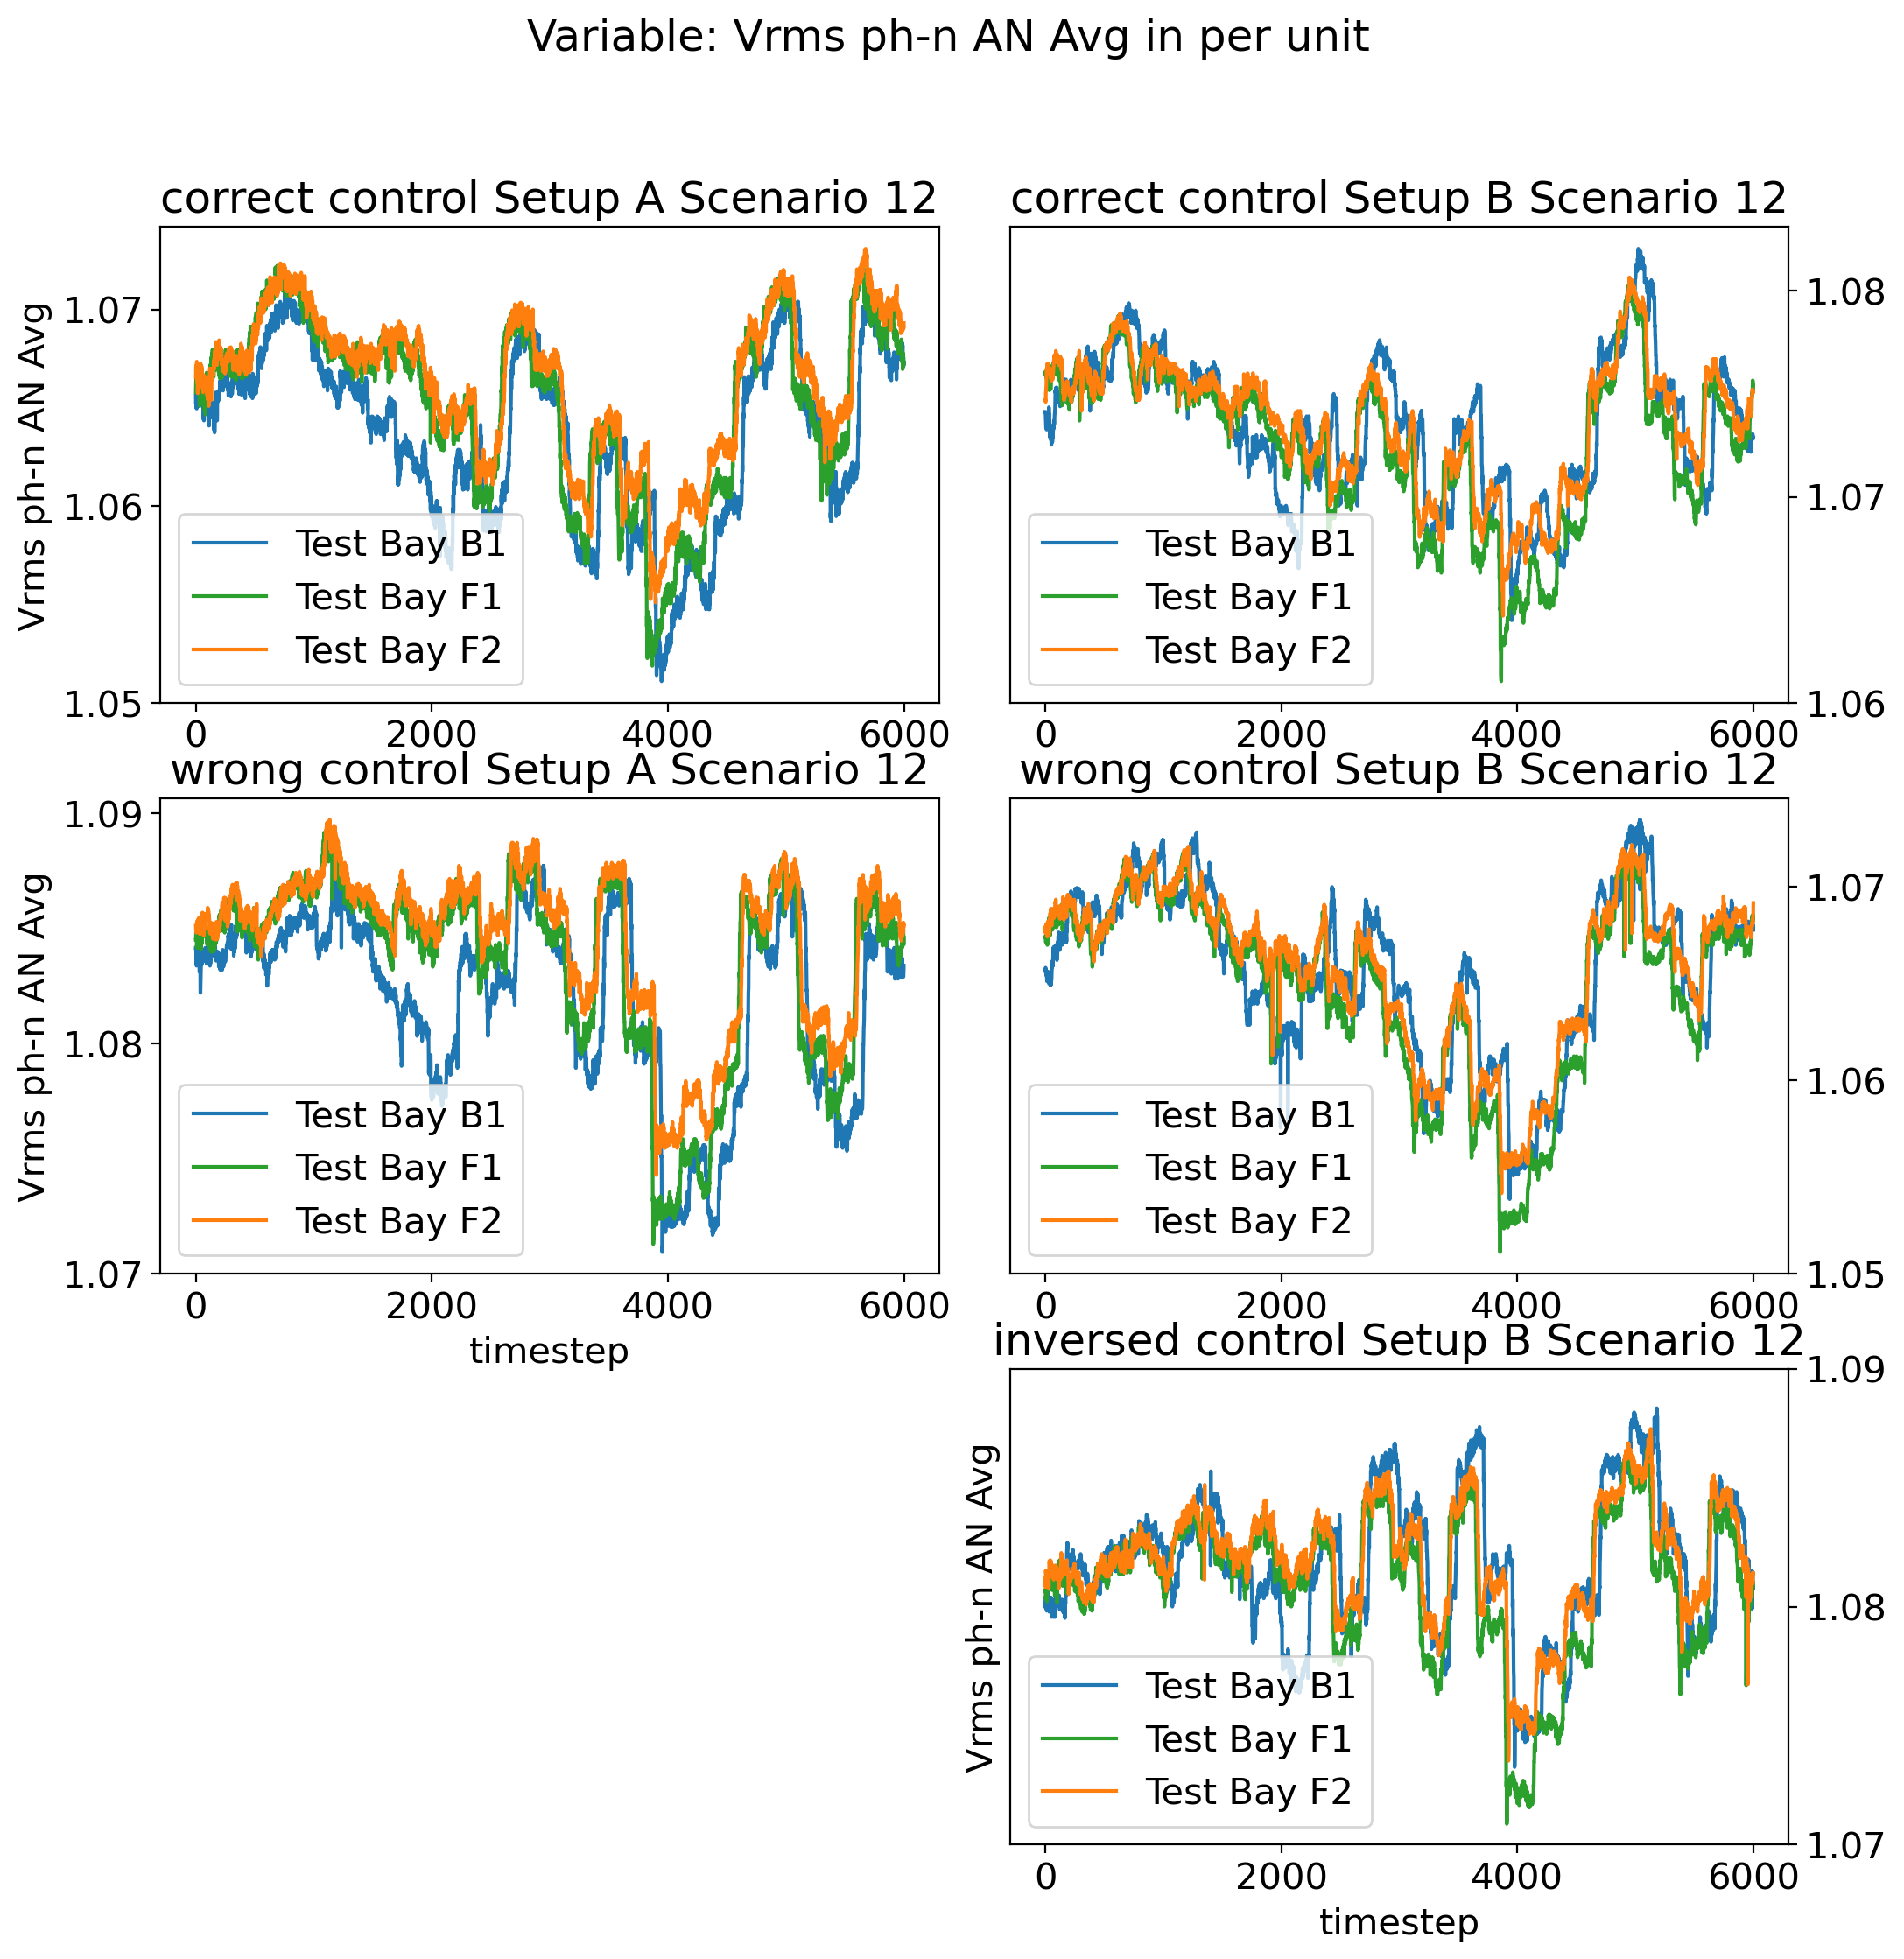 Variable: Vrms ph-n AN Avg in per unit
correct control Setup A Scenario 12
Vrms ph-n AN Avg
1.07
1.06
1.05
Test Bay B1
Test Bay F1
Test Bay F2
0 2000 4000 6000
correct control Setup B Scenario 12
1.08
1.07
1.06
Test Bay B1
Test Bay F1
Test Bay F2
0 2000 4000 6000
wrong control Setup A Scenario 12
Vrms ph-n AN Avg
1.09
1.08
1.07
Test Bay B1
Test Bay F1
Test Bay F2
0 2000 4000 6000
timestep
wrong control Setup B Scenario 12
1.07
1.06
1.05
Test Bay B1
Test Bay F1
Test Bay F2
0 2000 4000 6000
inversed control Setup B Scenario 12
Vrms ph-n AN Avg
1.09
1.08
1.07
Test Bay B1
Test Bay F1
Test Bay F2
0 2000 4000 6000
timestep